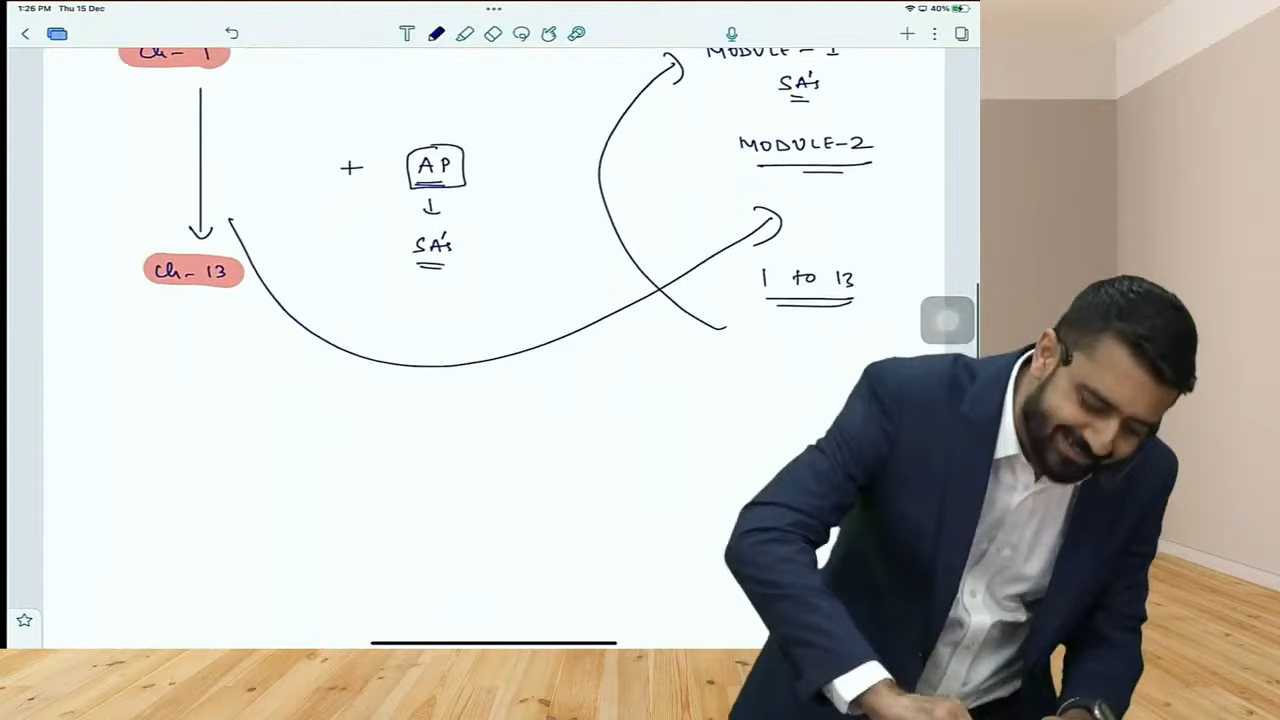 1:26 PM Thu 15 Dec
40%
T
Ch - 1
MODULE - 1
SA's
MODULE-2
+ AP
SA's
Ch - 13
1 to 13